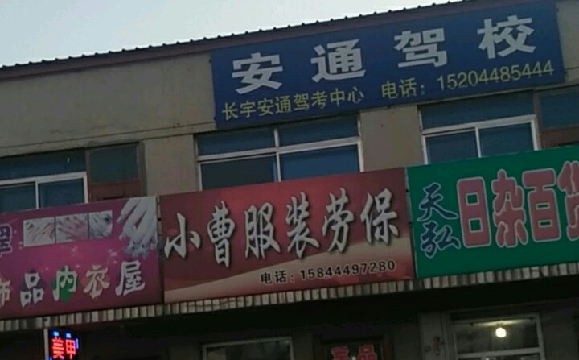 安通驾校
长宇安通驾考中心 电话：15204485444
小曹服装劳保
电话：15844497280
天弘
日杂百货
饰品内衣屋
美甲